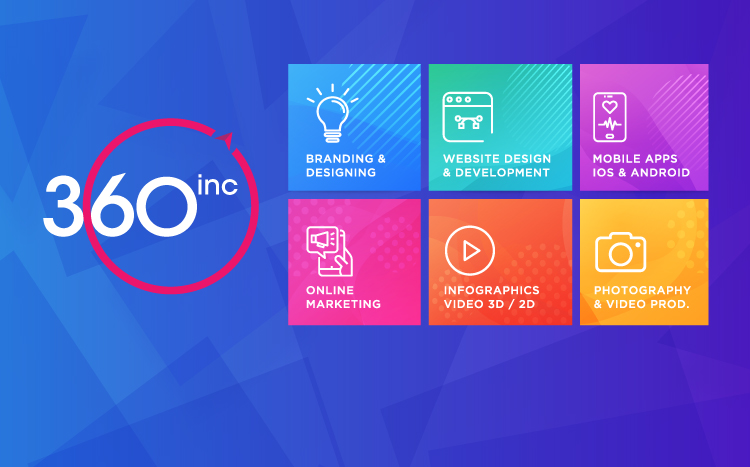 360inc
BRANDING &
DESIGNING
WEBSITE DESIGN
& DEVELOPMENT
MOBILE APPS
IOS & ANDROID
ONLINE
MARKETING
INFOGRAPHICS
VIDEO 3D / 2D
PHOTOGRAPHY
& VIDEO PROD.